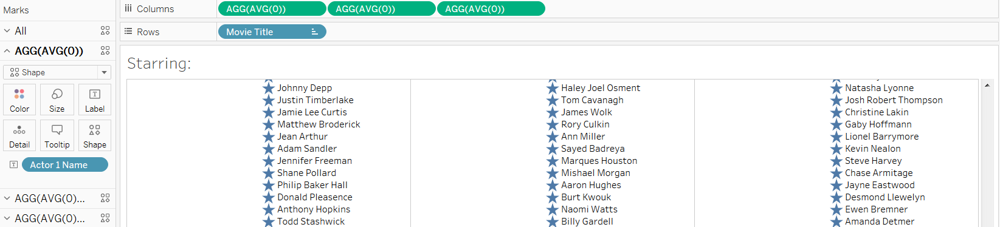 Marks
All
AGG(AVG(0))
Shape
Color Size Label
Detail Tooltip Shape
T Actor 1 Name
AGG(AVG(0)...
AGG(AVG(0)...
Columns AGG(AVG(0)) AGG(AVG(0)) AGG(AVG(0))
Rows Movie Title
Starring:
Johnny Depp Haley Joel Osment Natasha Lyonne
Justin Timberlake Tom Cavanagh Josh Robert Thompson
Jamie Lee Curtis James Wolk Christine Lakin
Matthew Broderick Rory Culkin Gaby Hoffmann
Jean Arthur Ann Miller Lionel Barrymore
Adam Sandler Sayed Badreya Kevin Nealon
Jennifer Freeman Marques Houston Steve Harvey
Shane Pollard Mishael Morgan Chase Armitage
Philip Baker Hall Aaron Hughes Jayne Eastwood
Donald Pleasence Burt Kwouk Desmond Llewelyn
Anthony Hopkins Naomi Watts Ewen Bremner
Todd Stashwick Billy Gardell Amanda Detmer